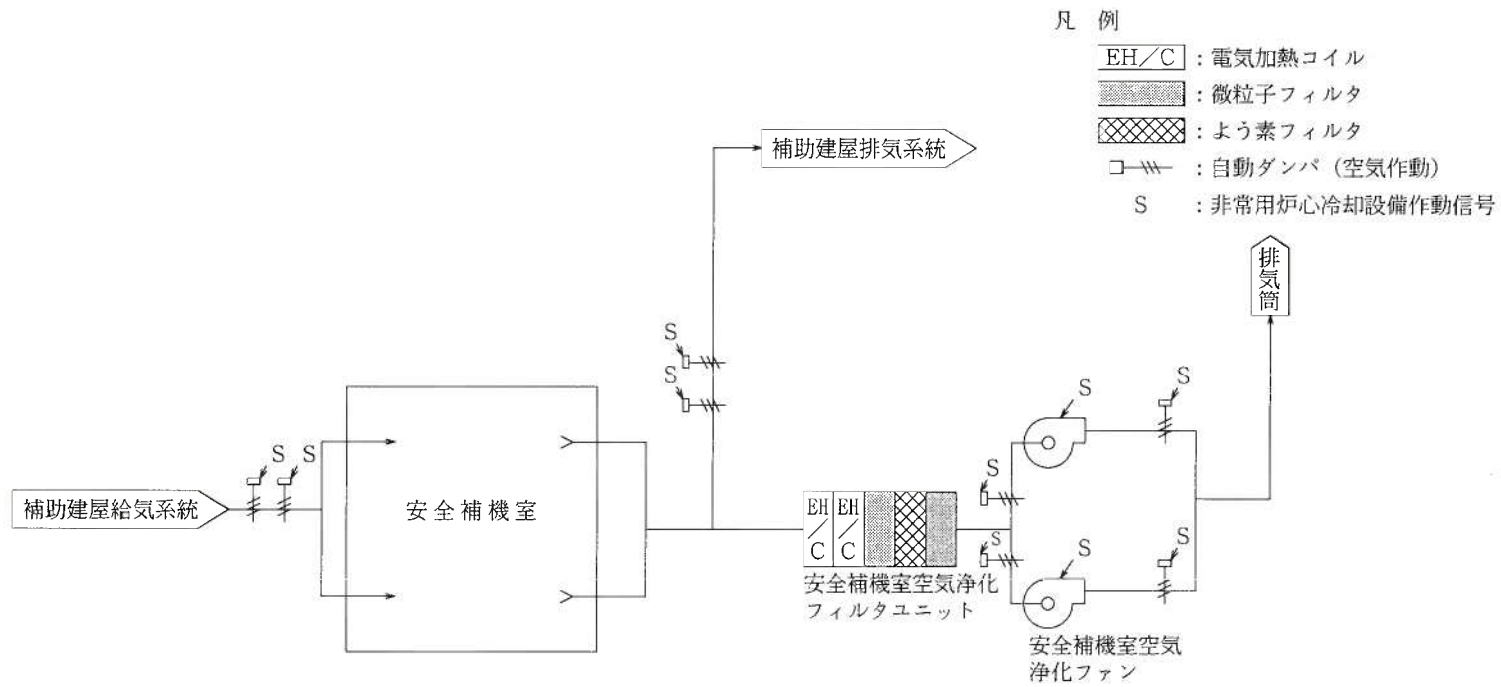 凡 例
EH/C : 電気加熱コイル
: 微粒子フィルタ
: よう素フィルタ
: 自動ダンパ (空気作動)
S : 非常用炉心冷却設備作動信号
補助建屋排気系統
排気筒
S
S
S
S
S
S
補助建屋給気系統
安全補機室
EH/C
EH/C
S
S
S
S
安全補機室空気浄化
フィルタユニット
安全補機室空気
浄化ファン